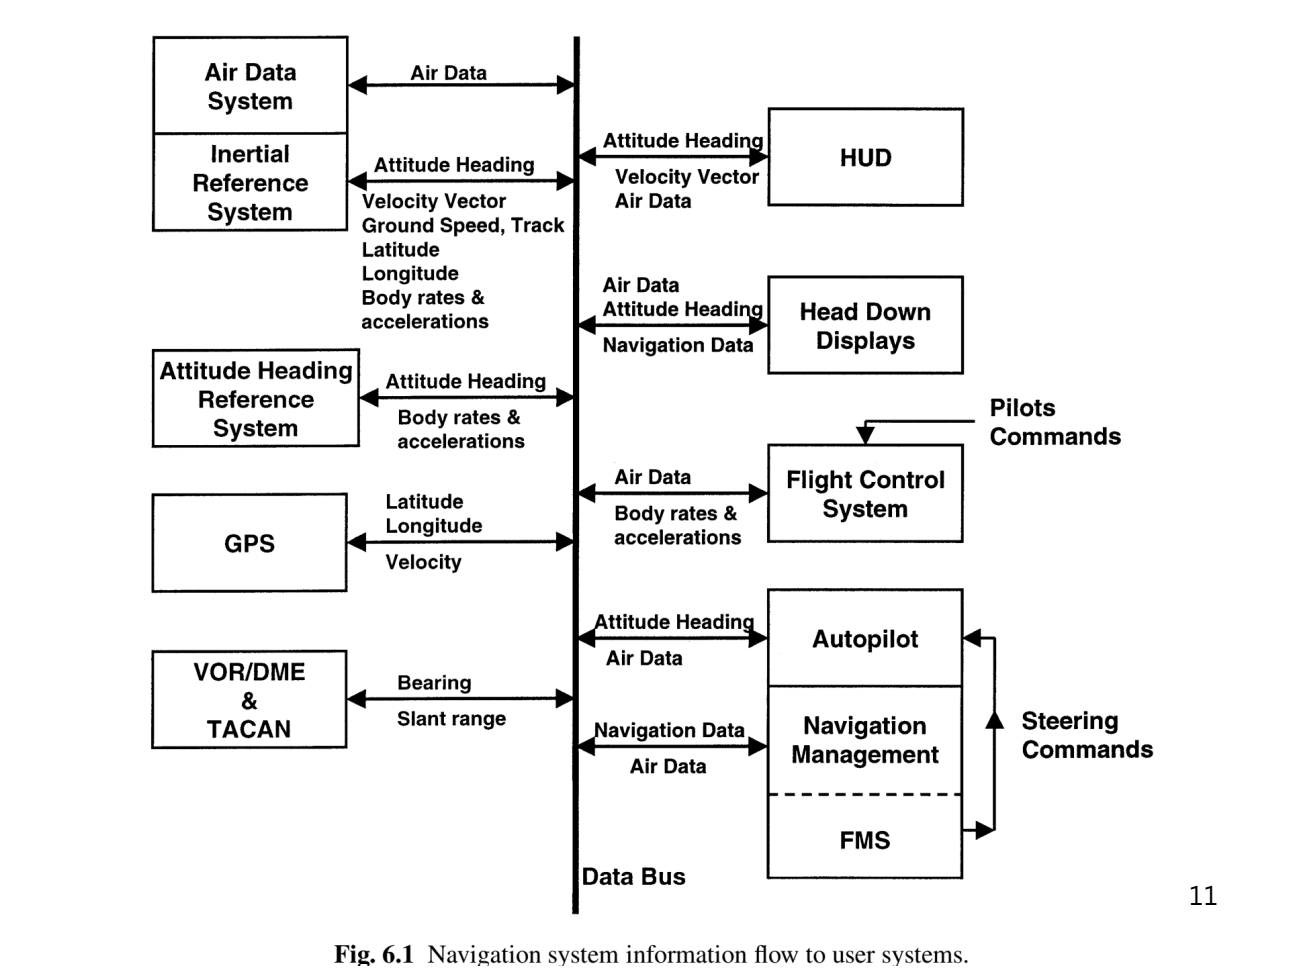 Air Data
System
Air Data
Inertial
Reference
System
Attitude Heading
Velocity Vector
Ground Speed, Track
Latitude
Longitude
Body rates &
accelerations
Attitude Heading
Reference
System
Attitude Heading
Body rates &
accelerations
GPS
Latitude
Longitude
Velocity
VOR/DME
&
TACAN
Bearing
Slant range
Attitude Heading
Velocity Vector
Air Data
HUD
Air Data
Attitude Heading
Navigation Data
Head Down
Displays
Pilots
Commands
Air Data
Body rates &
accelerations
Flight Control
System
Attitude Heading
Air Data
Autopilot
Navigation Data
Air Data
Navigation
Management
FMS
Steering
Commands
Data Bus
11
Fig. 6.1 Navigation system information flow to user systems.